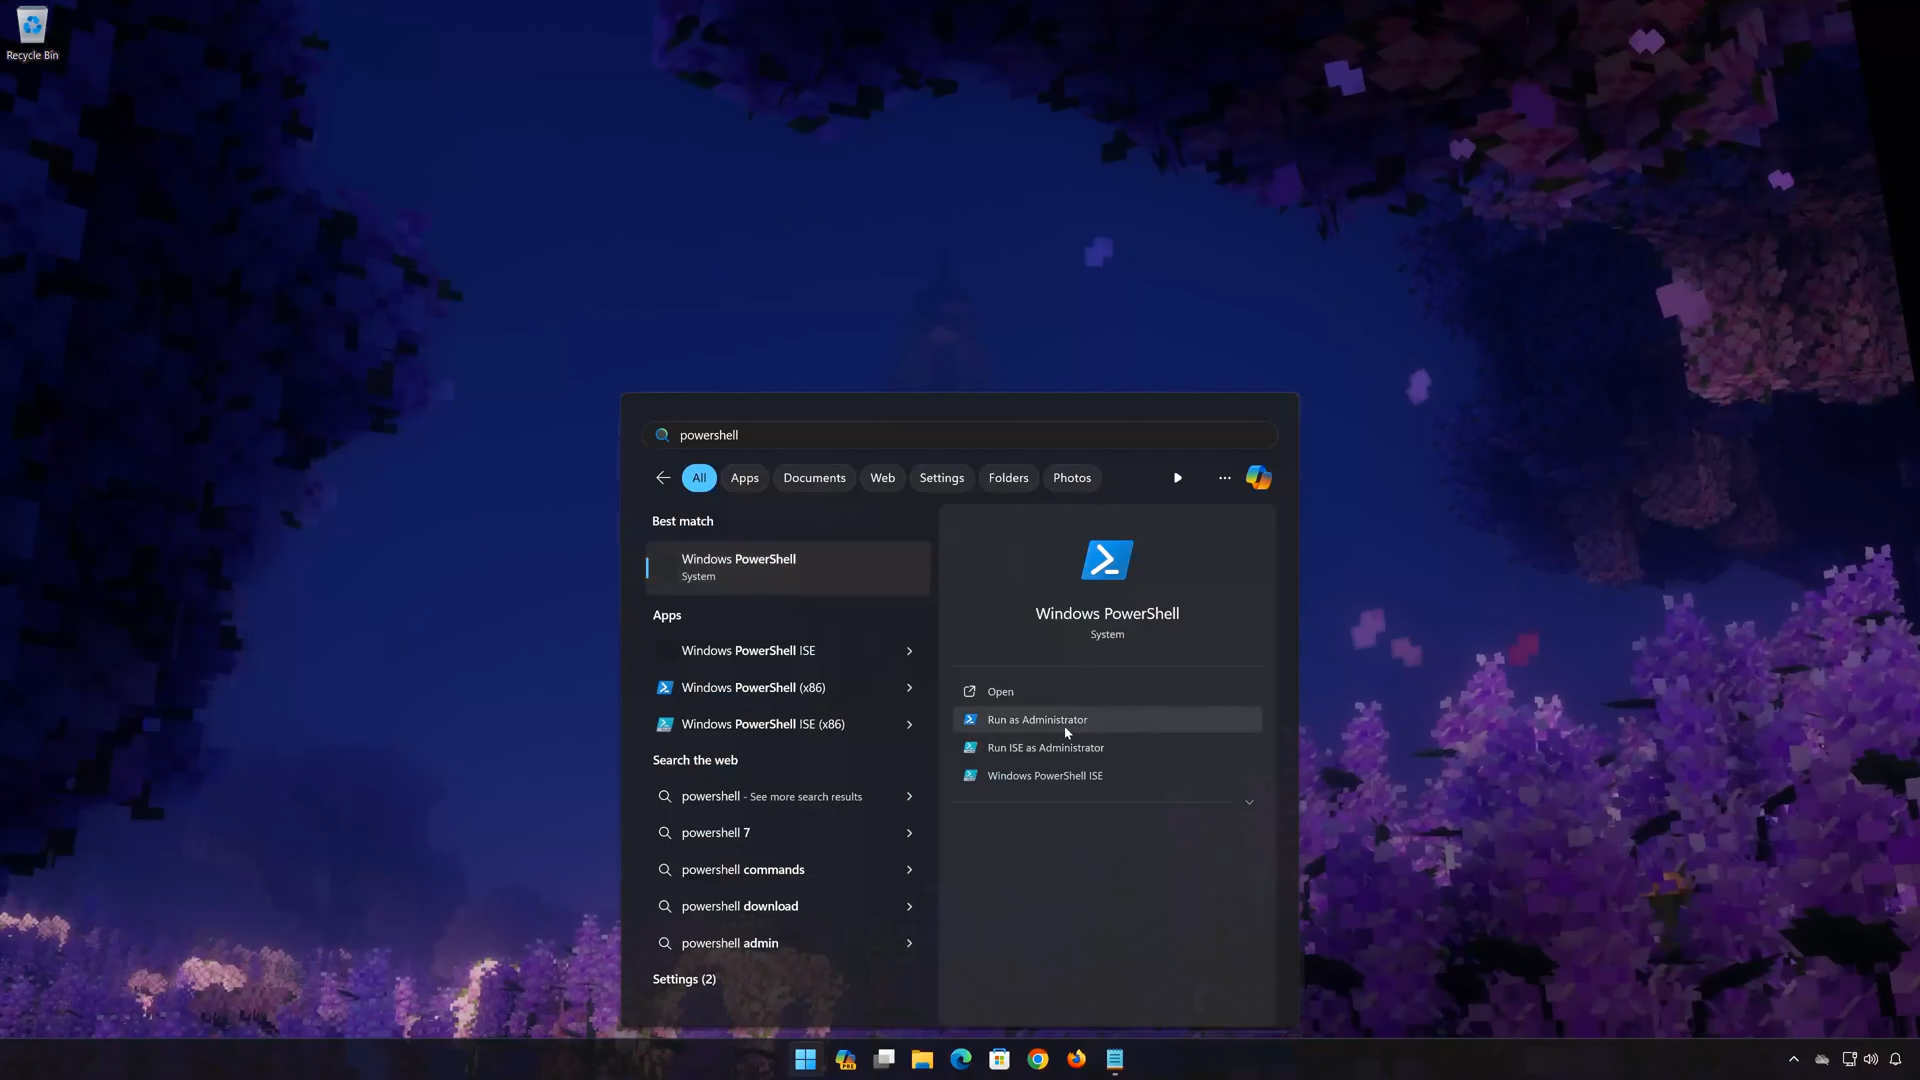 Recycle Bin
powershell
All
Apps
Documents
Web
Settings
Folders
Photos
Best match
Windows PowerShell
System
Apps
Windows PowerShell ISE
Windows PowerShell (x86)
Windows PowerShell ISE (x86)
Search the web
powershell - See more search results
powershell 7
powershell commands
powershell download
powershell admin
Settings (2)
Windows PowerShell
System
Open
Run as Administrator
Run ISE as Administrator
Windows PowerShell ISE
PRE